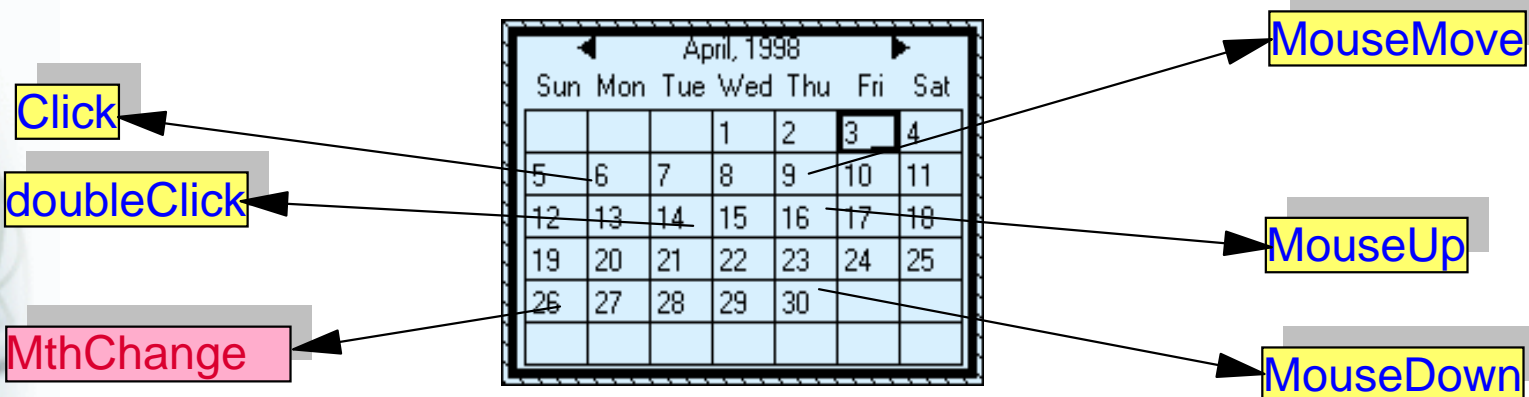 Click
doubleClick
MthChange
April, 1998
Sun Mon Tue Wed Thu Fri Sat
1 2 3 4
5 6 7 8 9 10 11
12 13 14 15 16 17 18
19 20 21 22 23 24 25
26 27 28 29 30
MouseMove
MouseUp
MouseDown